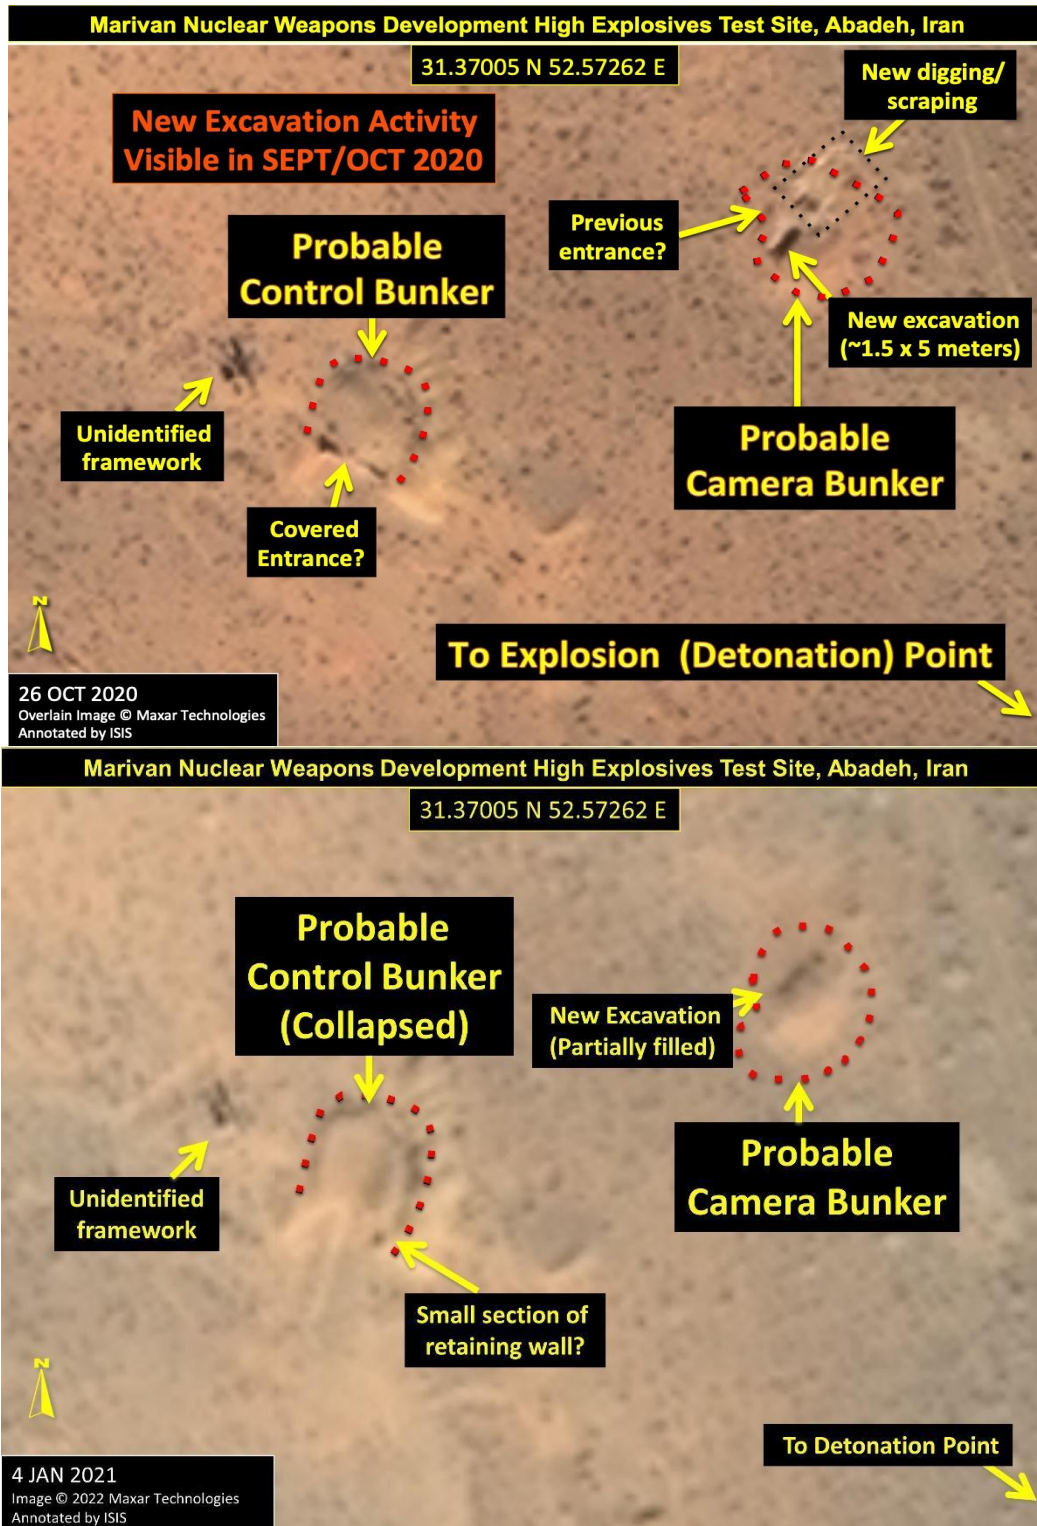 Marivan Nuclear Weapons Development High Explosives Test Site, Abadeh, Iran
31.37005 N 52.57262 E
New digging/
scraping
New Excavation Activity
Visible in SEPT/OCT 2020
Previous
entrance?
Probable
Control Bunker
New excavation
(~1.5 x 5 meters)
Unidentified
framework
Probable
Camera Bunker
Covered
Entrance?
N
To Explosion (Detonation) Point
26 OCT 2020
Overlain Image © Maxar Technologies
Annotated by ISIS
Marivan Nuclear Weapons Development High Explosives Test Site, Abadeh, Iran
31.37005 N 52.57262 E
Probable
Control Bunker
(Collapsed)
New Excavation
(Partially filled)
Probable
Camera Bunker
Unidentified
framework
Small section of
retaining wall?
N
To Detonation Point
4 JAN 2021
Image © 2022 Maxar Technologies
Annotated by ISIS